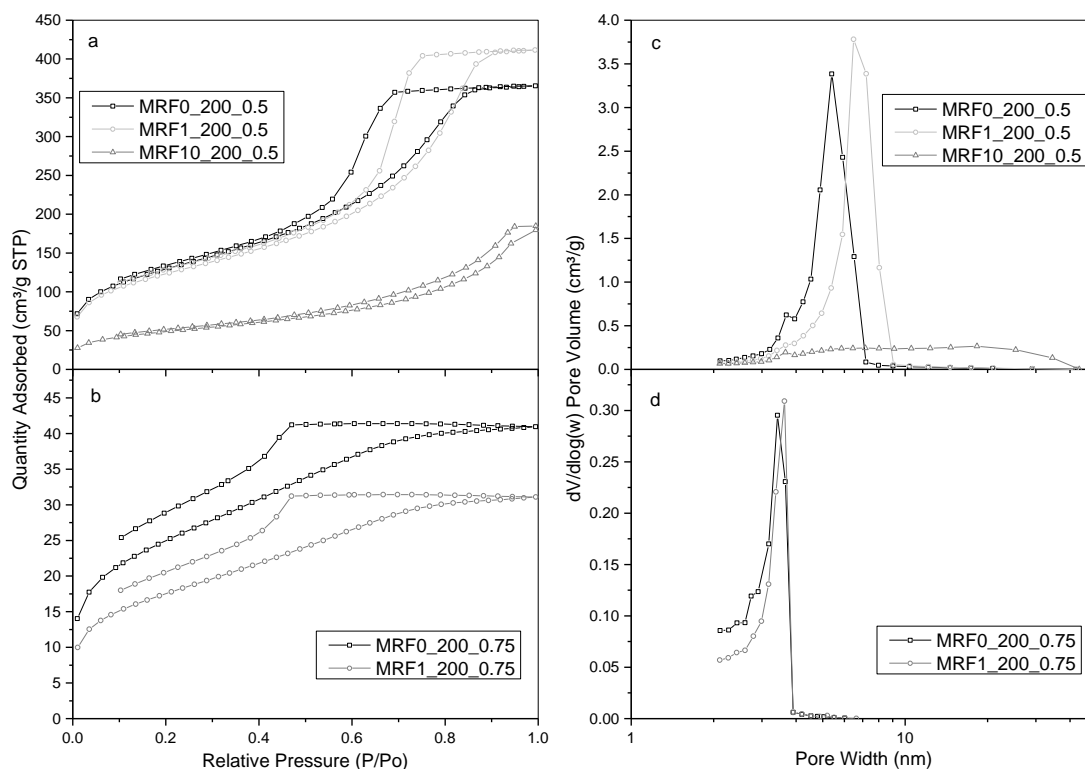 a
MRF0_200_0.5
MRF1_200_0.5
MRF10_200_0.5
450
400
350
300
250
200
150
100
50
0
b
MRF0_200_0.75
MRF1_200_0.75
45
40
35
30
25
20
15
10
5
0
0.0
0.2
0.4
0.6
0.8
1.0
Quantity Adsorbed (cm³/g STP)
Relative Pressure (P/Po)
c
MRF0_200_0.5
MRF1_200_0.5
MRF10_200_0.5
4.0
3.5
3.0
2.5
2.0
1.5
1.0
0.5
0.0
d
MRF0_200_0.75
MRF1_200_0.75
0.30
0.25
0.20
0.15
0.10
0.05
0.00
1
10
dV/dlog(w) Pore Volume (cm³/g)
Pore Width (nm)